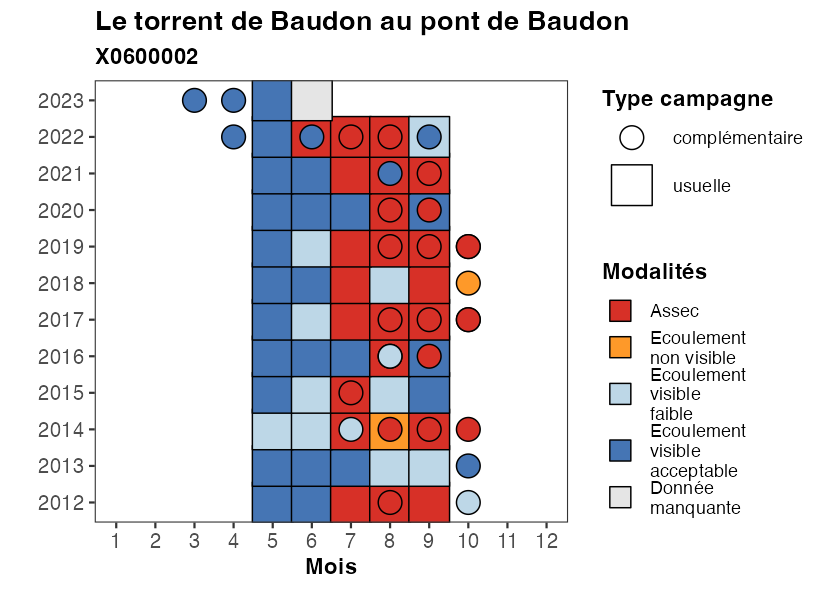 Le torrent de Baudon au pont de Baudon
X0600002
2023
2022
2021
2020
2019
2018
2017
2016
2015
2014
2013
2012
1 2 3 4 5 6 7 8 9 10 11 12
Mois
Type campagne
complémentaire
usuelle
Modalités
Assec
Ecoulement
non visible
Ecoulement
visible
faible
Ecoulement
visible
acceptable
Donnée
manquante